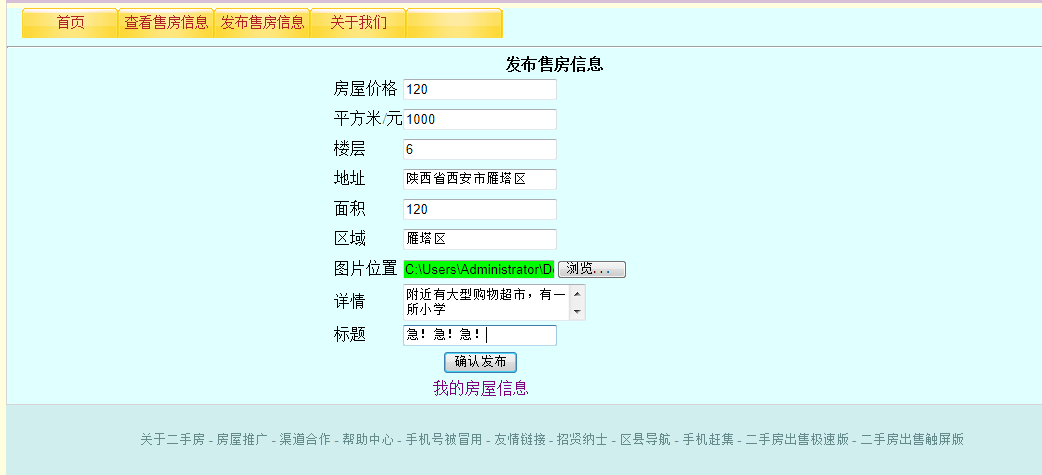 首页 查看售房信息 发布售房信息 关于我们
发布售房信息
房屋价格 120
平方米/元 1000
楼层 6
地址 陕西省西安市雁塔区
面积 120
区域 雁塔区
图片位置 C:\Users\Administrator\De 浏览...
详情 附近有大型购物超市，有一
所小学
标题 急！急！急！
确认发布
我的房屋信息
关于二手房 - 房屋推广 - 渠道合作 - 帮助中心 - 手机号被冒用 - 友情链接 - 招贤纳士 - 区县导航 - 手机赶集 - 二手房出售极速版 - 二手房出售触屏版